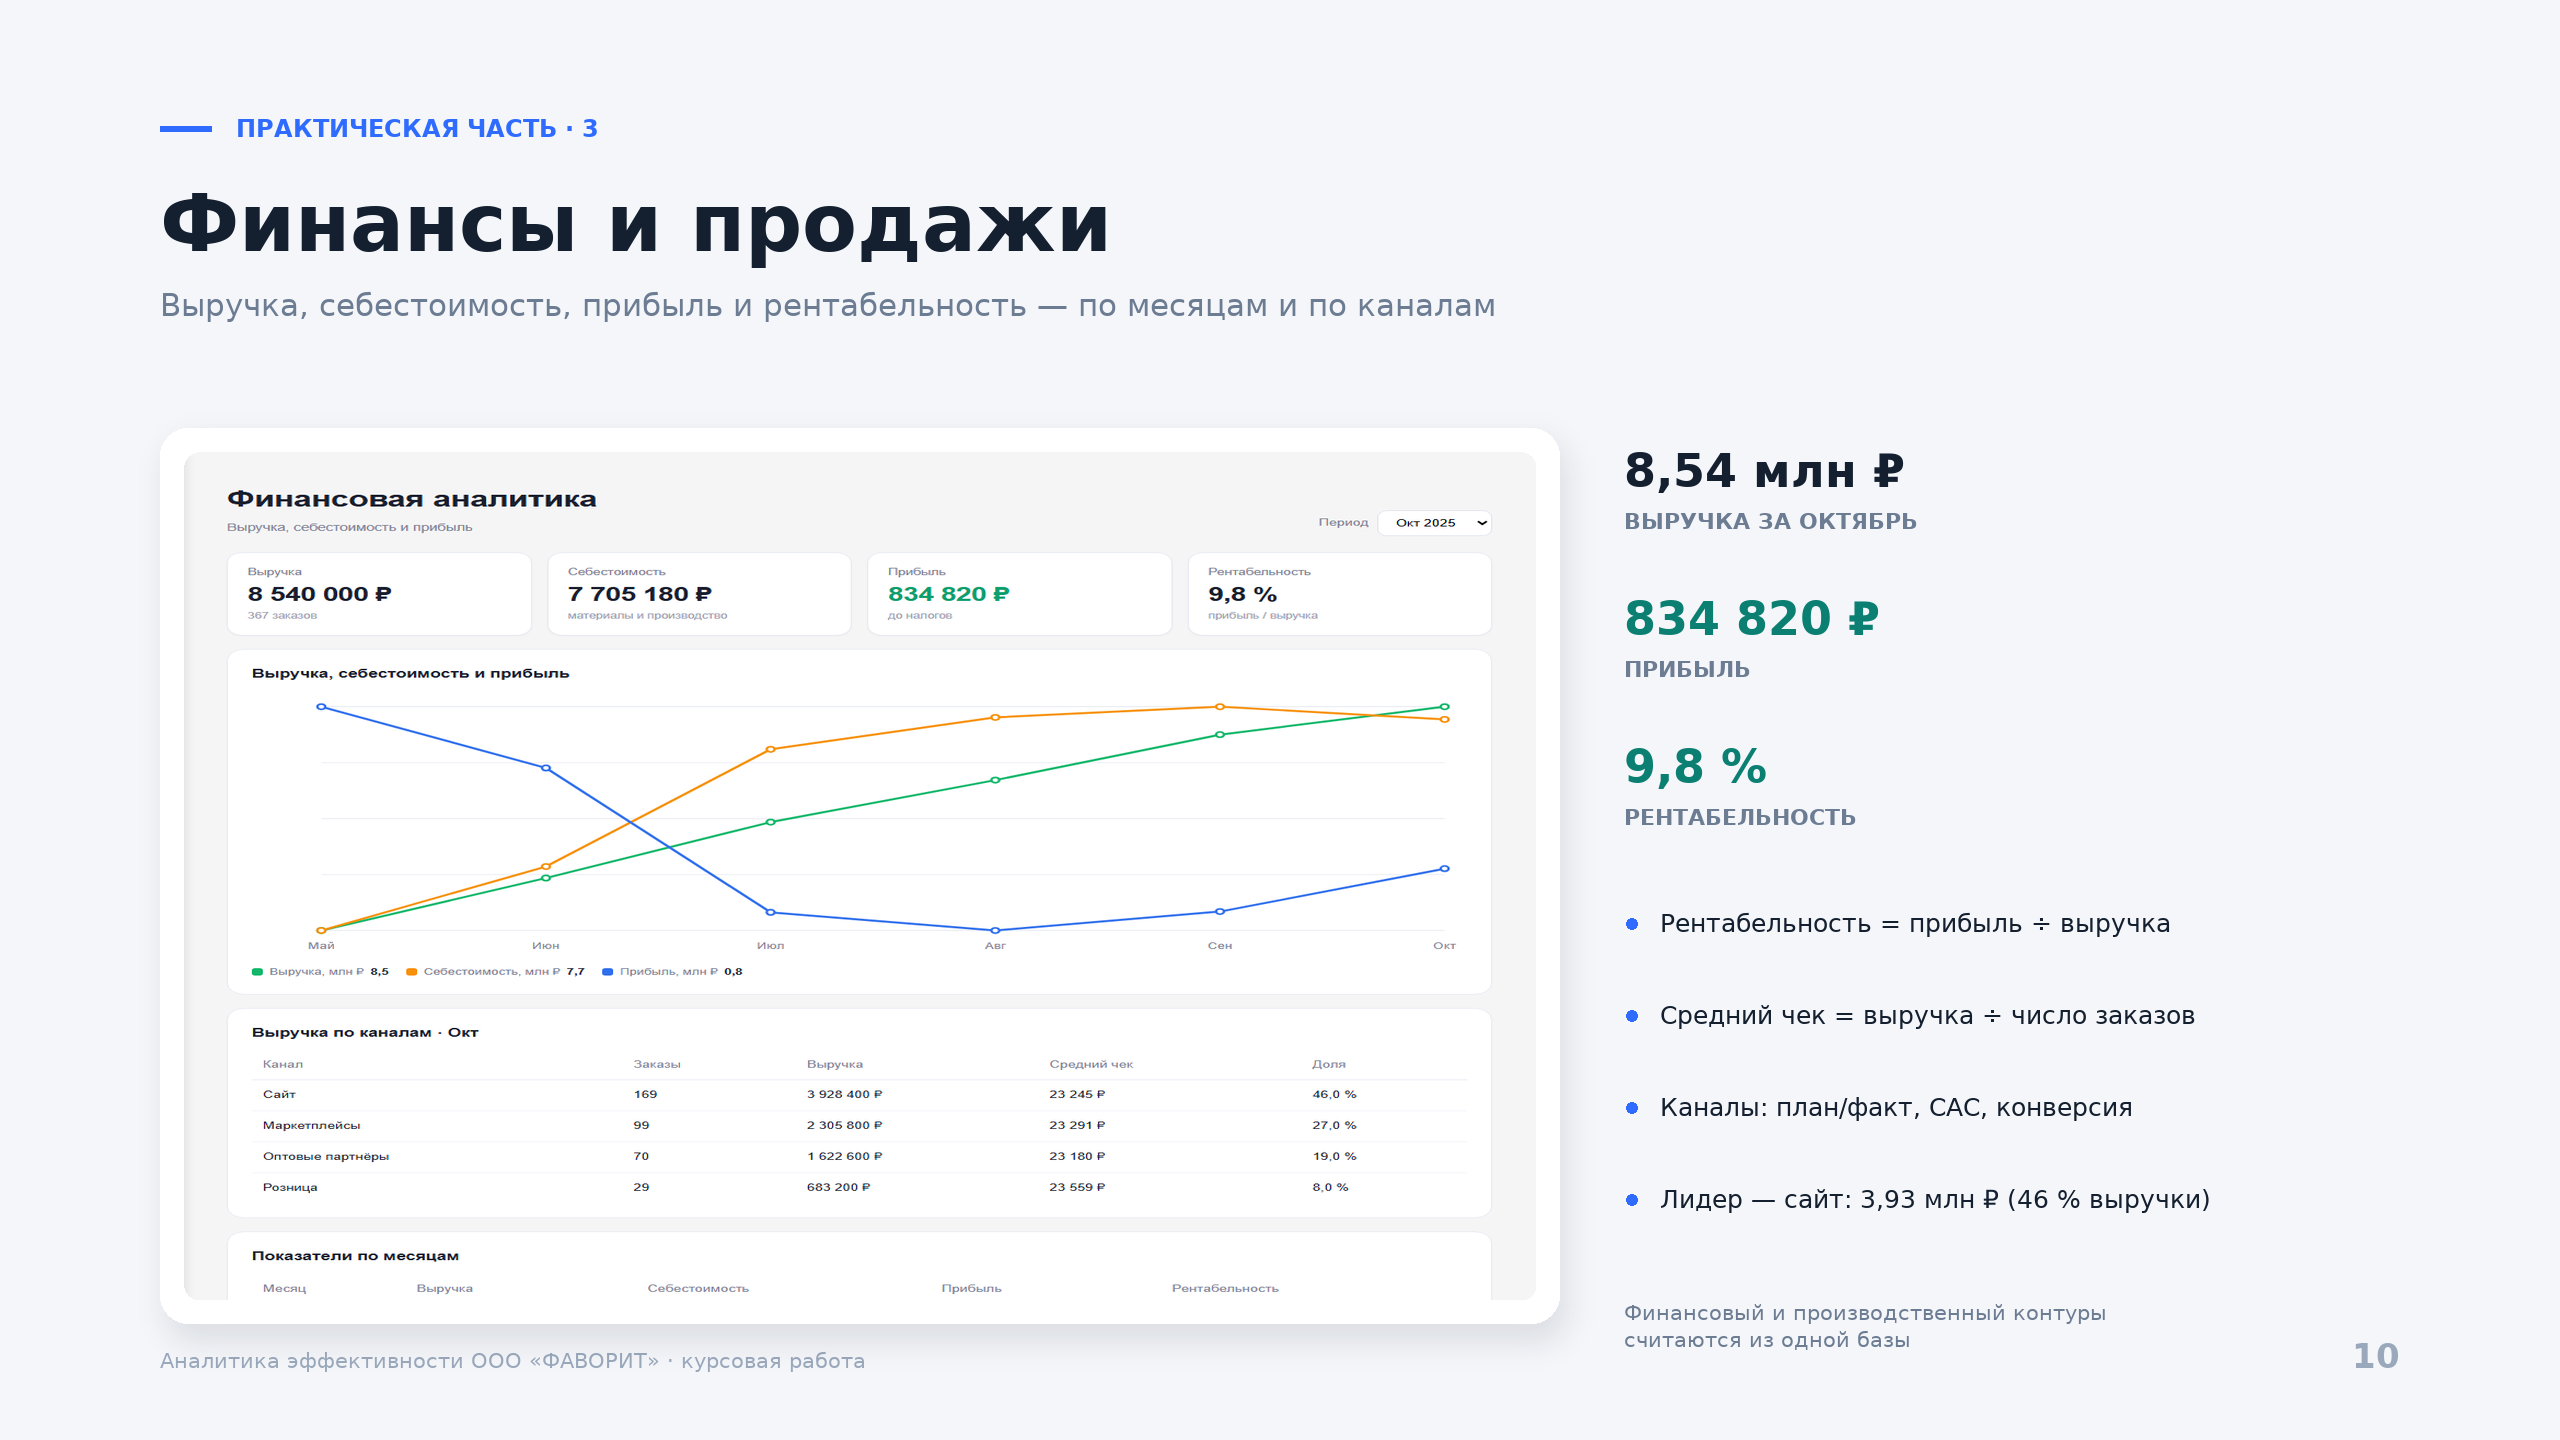 ПРАКТИЧЕСКАЯ ЧАСТЬ · 3
Финансы и продажи
Выручка, себестоимость, прибыль и рентабельность — по месяцам и по каналам
Финансовая аналитика
Выручка, себестоимость и прибыль
Период Окт 2025
Выручка
8 540 000 ₽
367 заказов
Себестоимость
7 705 180 ₽
материалы и производство
Прибыль
834 820 ₽
до налогов
Рентабельность
9,8 %
прибыль / выручка
Выручка, себестоимость и прибыль
Май Июн Июл Авг Сен Окт
Выручка, млн ₽ 8,5 Себестоимость, млн ₽ 7,7 Прибыль, млн ₽ 0,8
Выручка по каналам · Окт
Канал Заказы Выручка Средний чек Доля
Сайт 169 3 928 400 ₽ 23 245 ₽ 46,0 %
Маркетплейсы 99 2 305 800 ₽ 23 291 ₽ 27,0 %
Оптовые партнёры 70 1 622 600 ₽ 23 180 ₽ 19,0 %
Розница 29 683 200 ₽ 23 559 ₽ 8,0 %
Показатели по месяцам
Месяц Выручка Себестоимость Прибыль Рентабельность
8,54 млн ₽
ВЫРУЧКА ЗА ОКТЯБРЬ
834 820 ₽
ПРИБЫЛЬ
9,8 %
РЕНТАБЕЛЬНОСТЬ
Рентабельность = прибыль ÷ выручка
Средний чек = выручка ÷ число заказов
Каналы: план/факт, CAC, конверсия
Лидер — сайт: 3,93 млн ₽ (46 % выручки)
Финансовый и производственный контуры
считаются из одной базы
Аналитика эффективности ООО «ФАВОРИТ» · курсовая работа
10